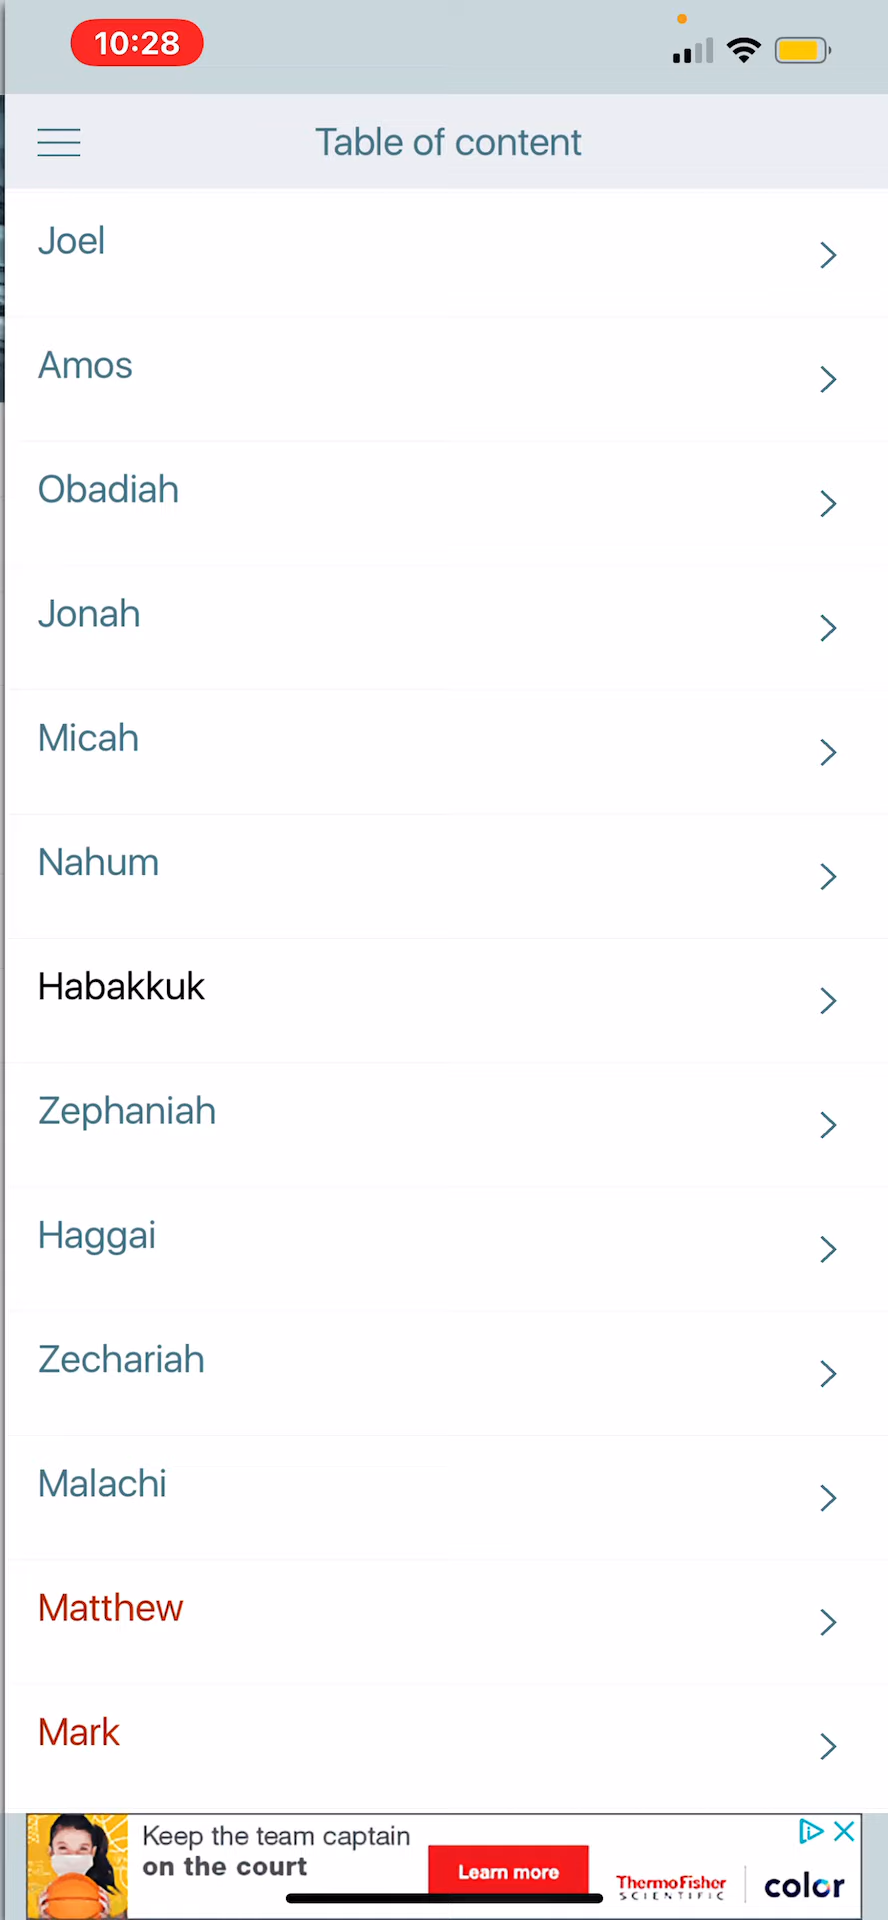 10:28
Table of content
Joel
Amos
Obadiah
Jonah
Micah
Nahum
Habakkuk
Zephaniah
Haggai
Zechariah
Malachi
Matthew
Mark
Keep the team captain
on the court
Learn more
ThermoFisher
SCIENTIFIC
color